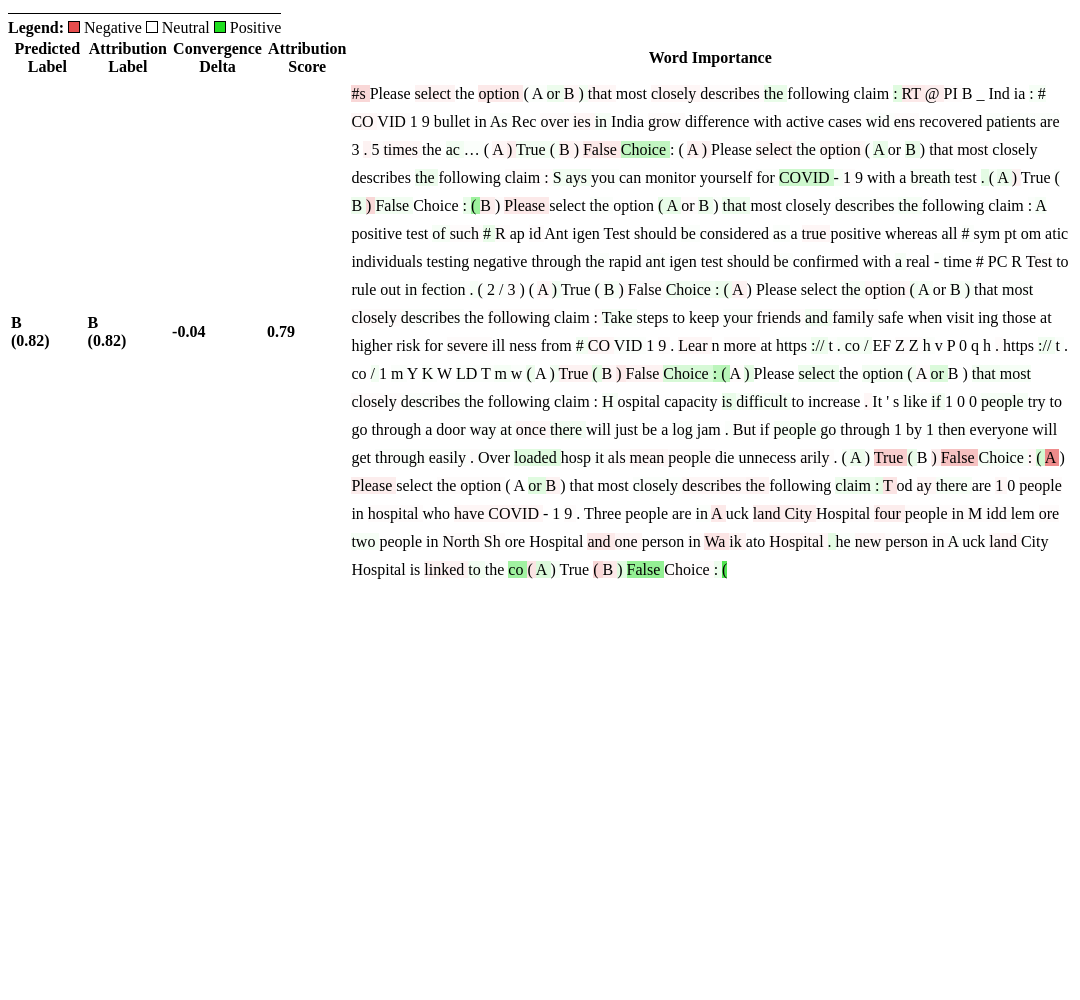 Legend: Negative Neutral Positive
Predicted Label Attribution Label Convergence Delta Attribution Score Word Importance
#s Please select the option ( A or B ) that most closely describes the following claim : RT @ PI B _ Ind ia : #
CO VID 1 9 bullet in As Rec over ies in India grow difference with active cases wid ens recovered patients are
3 . 5 times the ac … ( A ) True ( B ) False Choice : ( A ) Please select the option ( A or B ) that most closely
describes the following claim : S ays you can monitor yourself for COVID - 1 9 with a breath test . ( A ) True (
B ) False Choice : ( B ) Please select the option ( A or B ) that most closely describes the following claim : A
positive test of such # R ap id Ant igen Test should be considered as a true positive whereas all # sym pt om atic
individuals testing negative through the rapid ant igen test should be confirmed with a real - time # PC R Test to
rule out in fection . ( 2 / 3 ) ( A ) True ( B ) False Choice : ( A ) Please select the option ( A or B ) that most
closely describes the following claim : Take steps to keep your friends and family safe when visit ing those at
B (0.82) B (0.82) -0.04 0.79
higher risk for severe ill ness from # CO VID 1 9 . Lear n more at https :// t . co / EF Z Z h v P 0 q h . https :// t .
co / 1 m Y K W LD T m w ( A ) True ( B ) False Choice : ( A ) Please select the option ( A or B ) that most
closely describes the following claim : H ospital capacity is difficult to increase . It ' s like if 1 0 0 people try to
go through a door way at once there will just be a log jam . But if people go through 1 by 1 then everyone will
get through easily . Over loaded hosp it als mean people die unnecess arily . ( A ) True ( B ) False Choice : ( A )
Please select the option ( A or B ) that most closely describes the following claim : T od ay there are 1 0 people
in hospital who have COVID - 1 9 . Three people are in A uck land City Hospital four people in M idd lem ore
two people in North Sh ore Hospital and one person in Wa ik ato Hospital . he new person in A uck land City
Hospital is linked to the co ( A ) True ( B ) False Choice : (